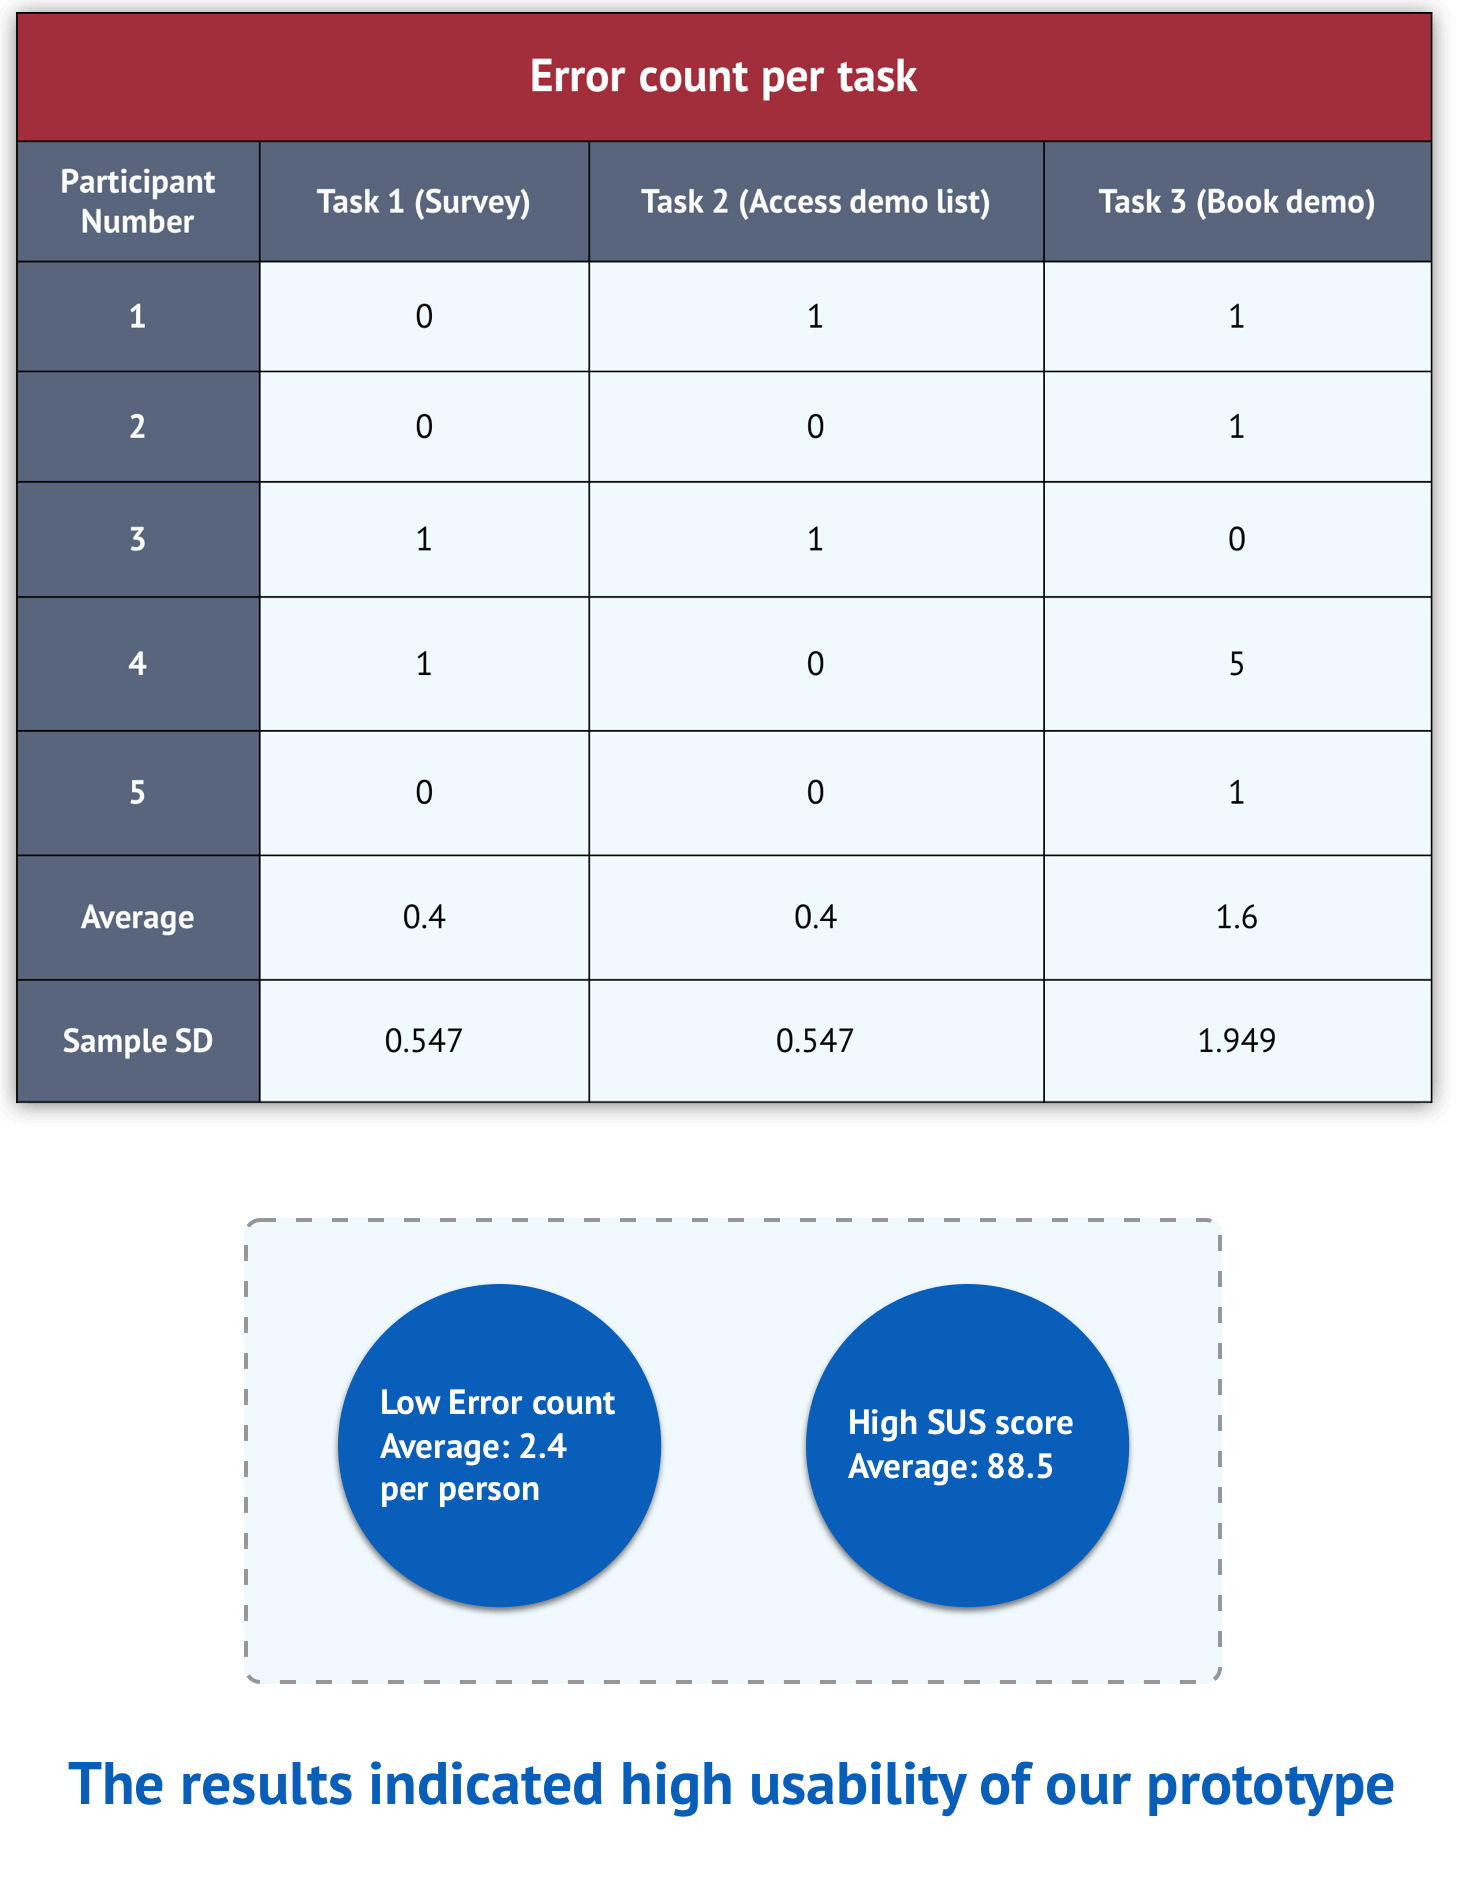 Error count per task
Participant
Number
Task 1 (Survey)
Task 2 (Access demo list)
Task 3 (Book demo)
1 0 1 1
2 0 0 1
3 1 1 0
4 1 0 5
5 0 0 1
Average 0.4 0.4 1.6
Sample SD 0.547 0.547 1.949
Low Error count
Average: 2.4
per person
High SUS score
Average: 88.5
The results indicated high usability of our prototype